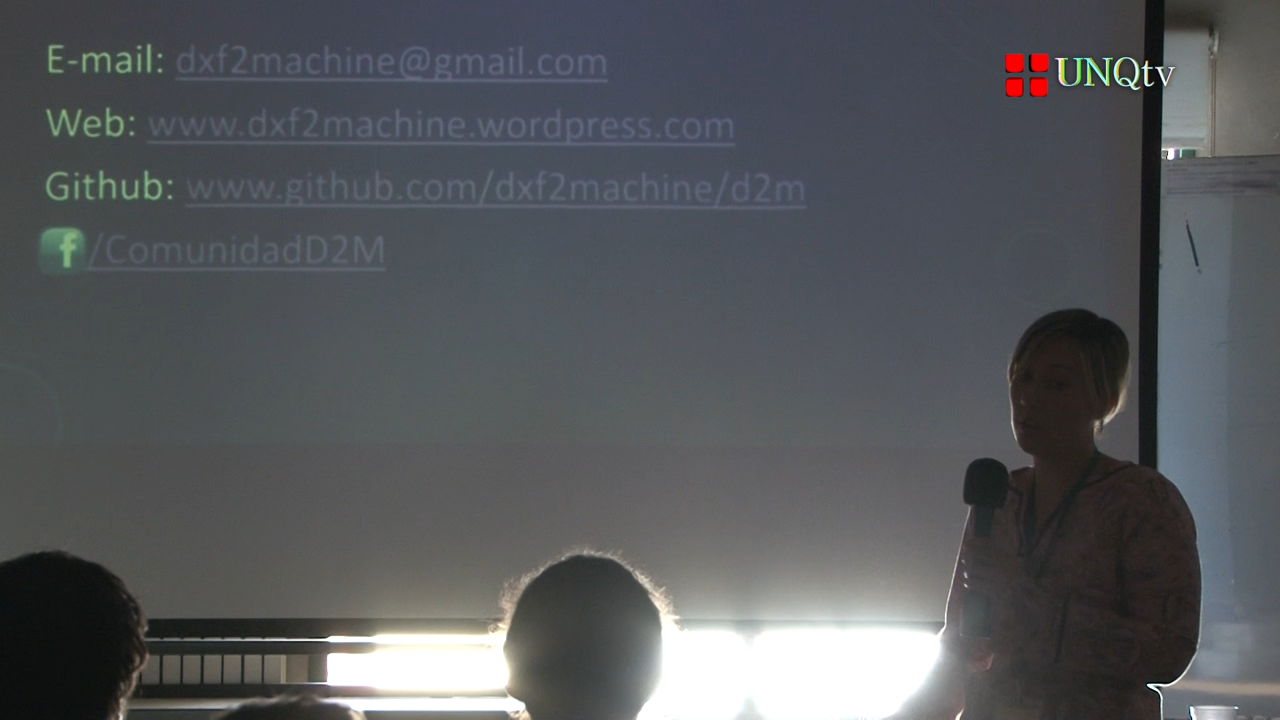 E-mail: dxf2machine@gmail.com
UNQtv
Web: www.dxf2machine.wordpress.com
Github: www.github.com/dxf2machine/d2m
f/ComunidadD2M